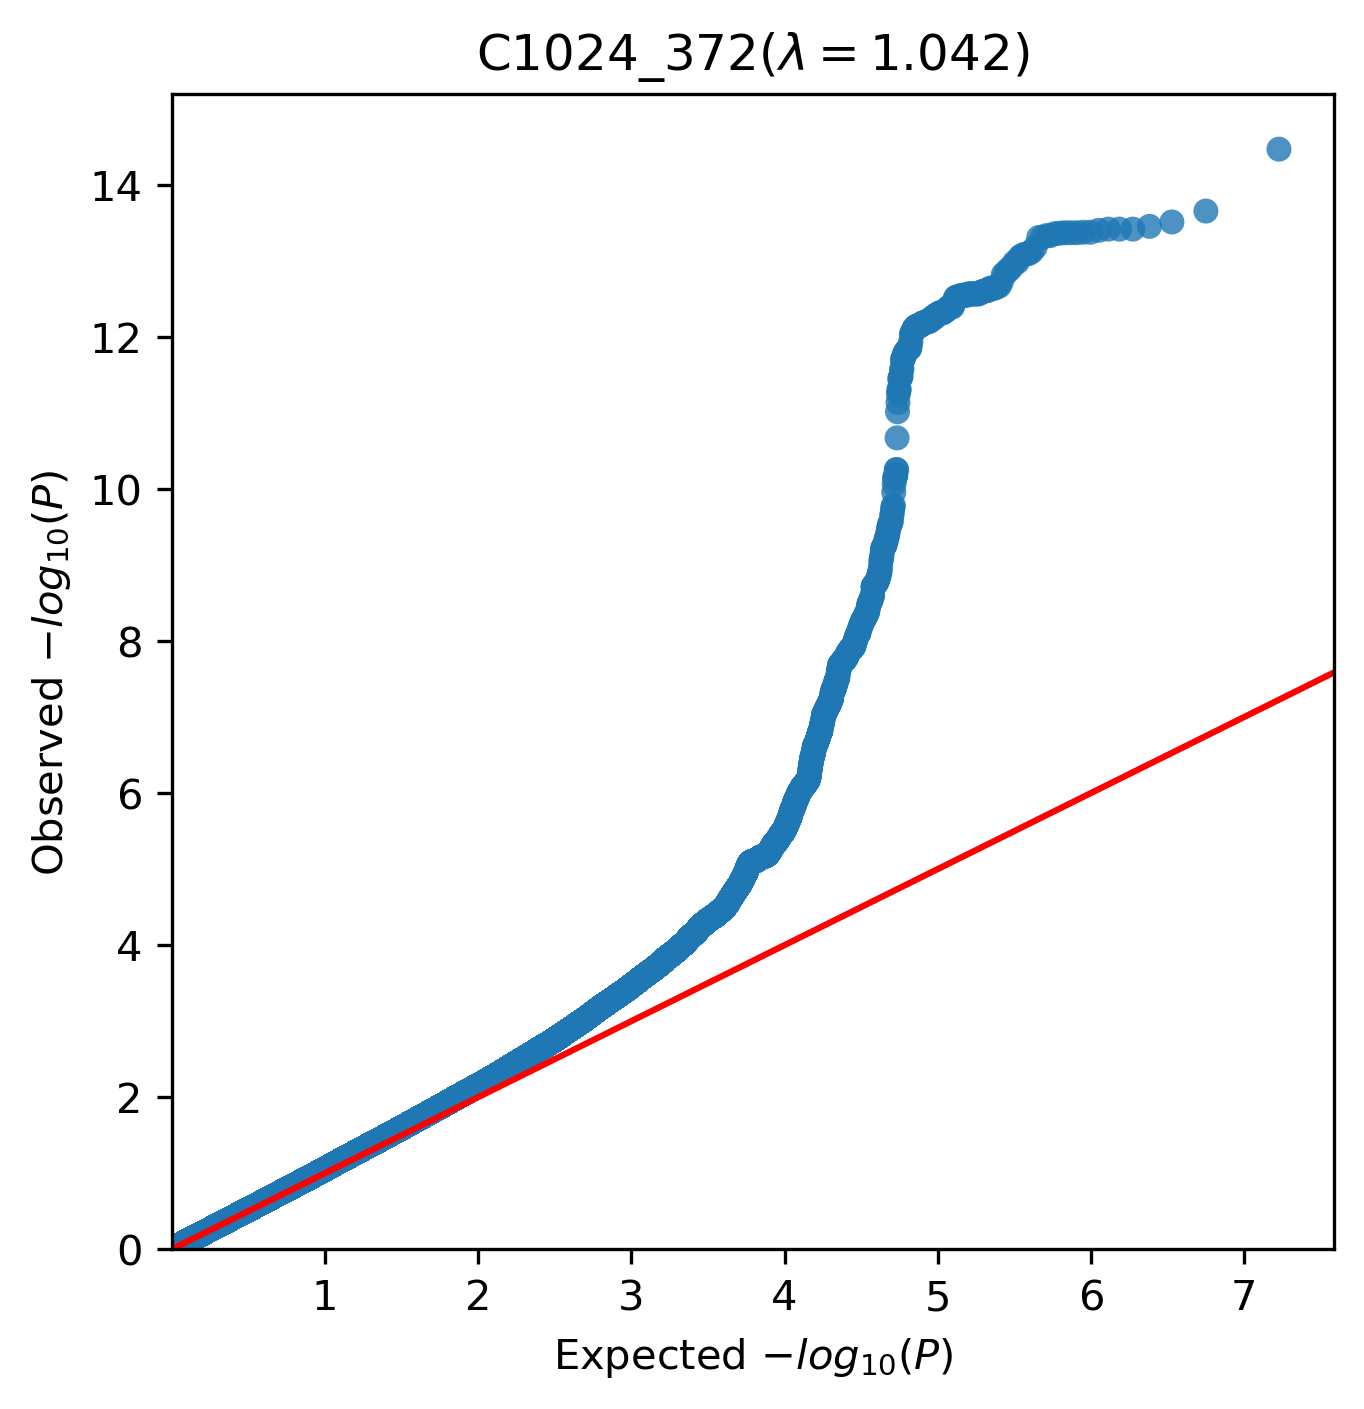 C1024_372(λ = 1.042)
Observed −log₁₀(P)
14
12
10
8
6
4
2
0
1 2 3 4 5 6 7
Expected −log₁₀(P)